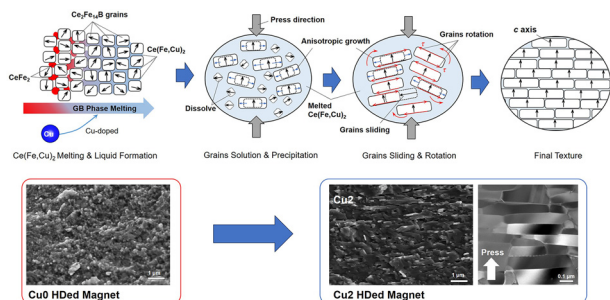 Ce₂Fe₁₄B grains
Ce(Fe,Cu)₂
CeFe₂
GB Phase Melting
Cu
Cu-doped
Ce(Fe,Cu)₂ Melting & Liquid Formation
Press direction
Anisotropic growth
Dissolve
Melted
Ce(Fe,Cu)₂
Grains Solution & Precipitation
Grains rotation
Grains sliding
Grains Sliding & Rotation
c axis
Final Texture
1 μm
Cu0 HDed Magnet
Cu2
1 μm
Press
0.1 μm
Cu2 HDed Magnet